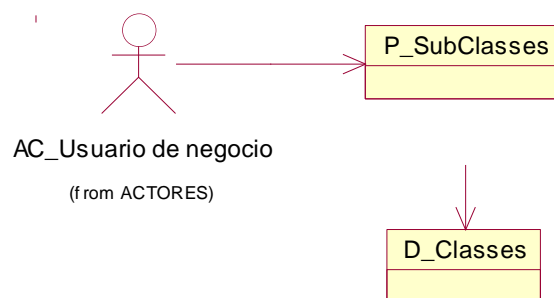 P_SubClasses
AC_Usuario de negocio
(from ACTORES)
D_Classes